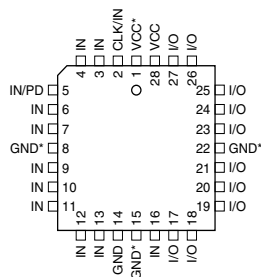 IN
IN
CLK/IN
VCC*
VCC
I/O
I/O
4
3
2
1
28
27
26
IN/PD 5
25 I/O
IN 6
24 I/O
IN 7
23 I/O
GND* 8
22 GND*
IN 9
21 I/O
IN 10
20 I/O
IN 11
19 I/O
12
13
14
15
16
17
18
IN
IN
GND
GND*
IN
I/O
I/O